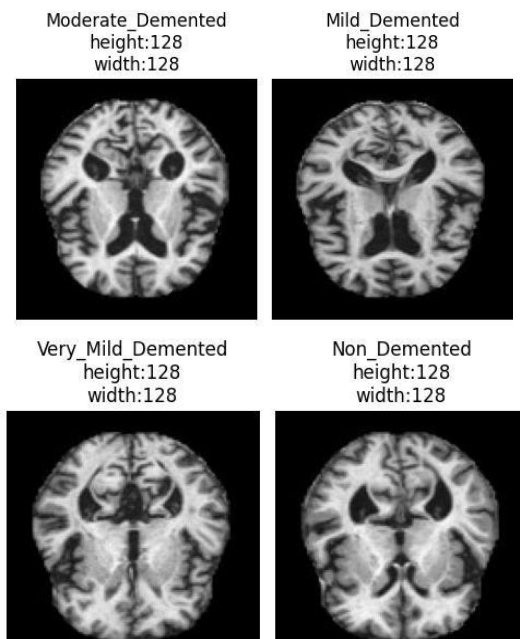 Moderate_Demented
height:128
width:128
Mild_Demented
height:128
width:128
Very_Mild_Demented
height:128
width:128
Non_Demented
height:128
width:128